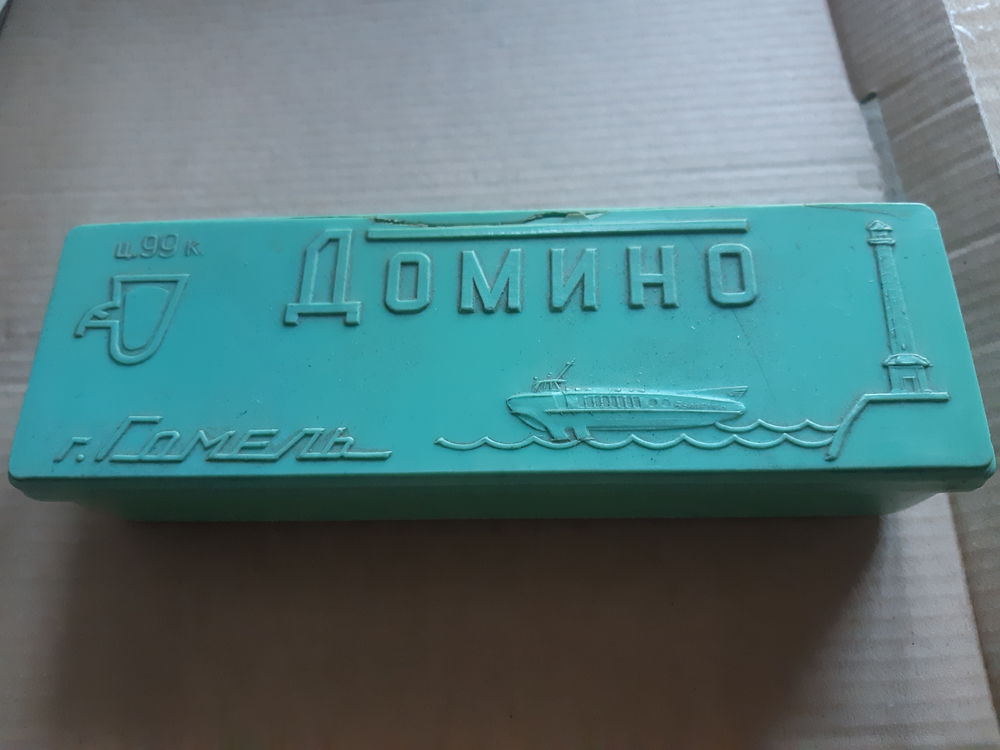 ц. 99 к
Домино
г. Гомель